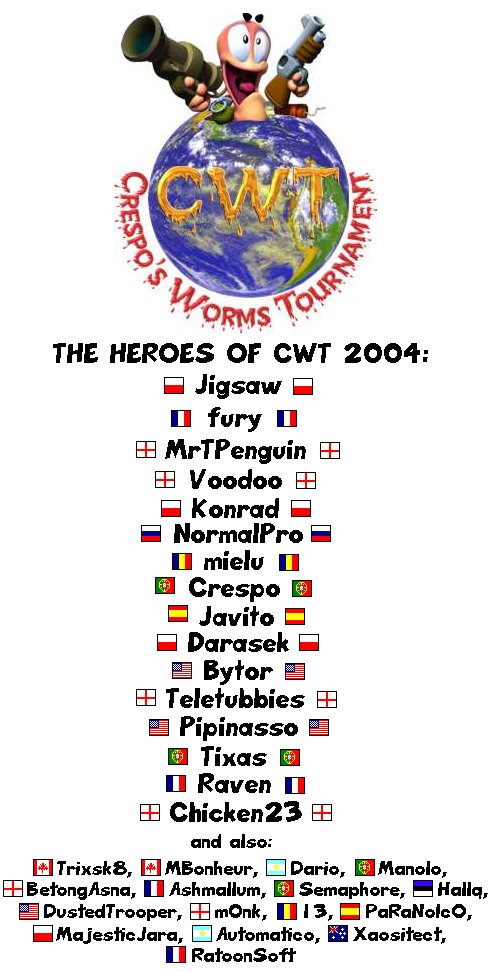 CWT
CRESPO'S WORMS TOURNAMENT
THE HEROES OF CWT 2004:
Jigsaw
fury
MrTPenguin
Voodoo
Konrad
NormalPro
mielu
Crespo
Javito
Darasek
Bytor
Teletubbies
Pipinasso
Tixas
Raven
Chicken23
and also:
Trixsk8, MBonheur, Dario, Manolo,
BetongAsna, Ashmallum, Semaphore, Hallq,
DustedTrooper, m0nk, 13, PaRaNoIcO,
MajesticJara, Automatico, Xaositect,
RatoonSoft